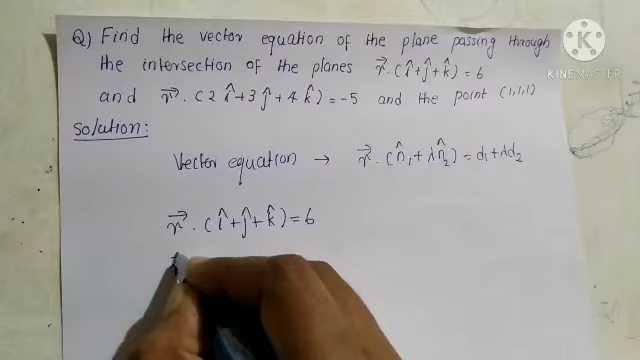 Q) Find the vector equation of the plane passing through
the intersection of the planes r⃗ . (î+ĵ+k̂) = 6
and r⃗ . (2î+3ĵ+4k̂) = -5 and the point (1,1,1)
Solution:
Vector equation → r⃗ . (n̂₁ + λn̂₂) = d₁ + λd₂
r⃗ . (î+ĵ+k̂) = 6
KINEMASTER